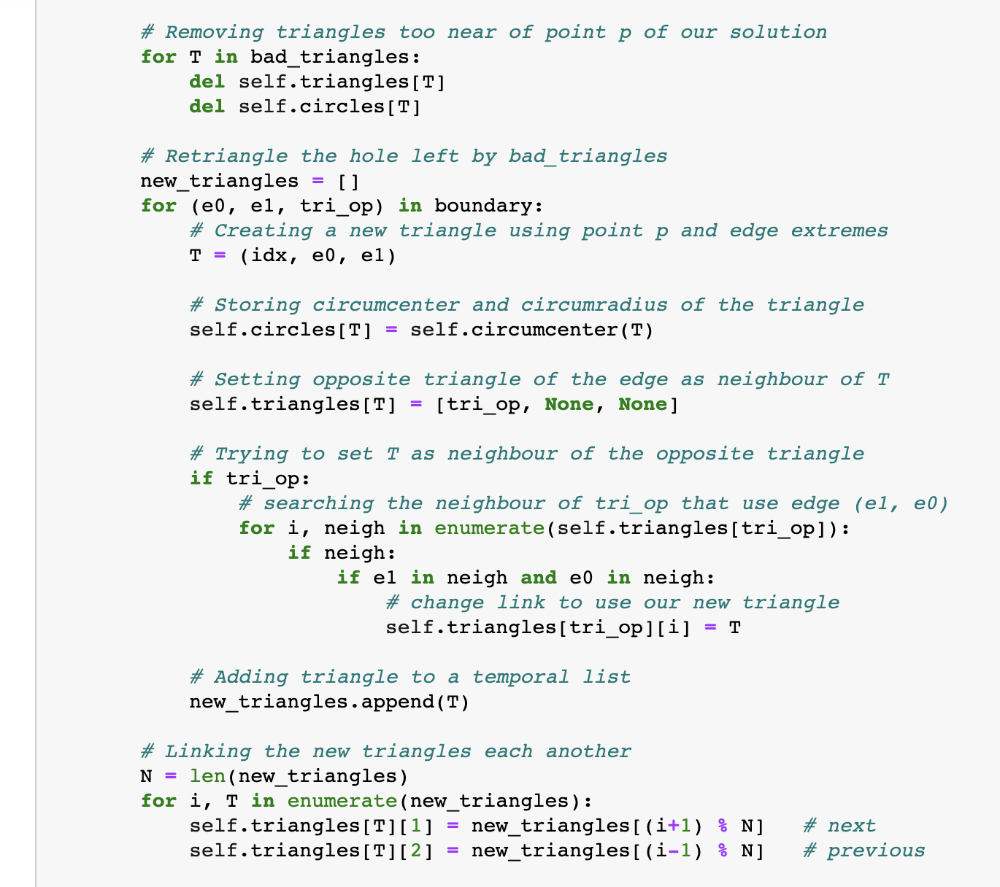 # Removing triangles too near of point p of our solution
for T in bad_triangles:
    del self.triangles[T]
    del self.circles[T]

# Retriangle the hole left by bad_triangles
new_triangles = []
for (e0, e1, tri_op) in boundary:
    # Creating a new triangle using point p and edge extremes
    T = (idx, e0, e1)

    # Storing circumcenter and circumradius of the triangle
    self.circles[T] = self.circumcenter(T)

    # Setting opposite triangle of the edge as neighbour of T
    self.triangles[T] = [tri_op, None, None]

    # Trying to set T as neighbour of the opposite triangle
    if tri_op:
        # searching the neighbour of tri_op that use edge (e1, e0)
        for i, neigh in enumerate(self.triangles[tri_op]):
            if neigh:
                if e1 in neigh and e0 in neigh:
                    # change link to use our new triangle
                    self.triangles[tri_op][i] = T

    # Adding triangle to a temporal list
    new_triangles.append(T)

# Linking the new triangles each another
N = len(new_triangles)
for i, T in enumerate(new_triangles):
    self.triangles[T][1] = new_triangles[(i+1) % N]   # next
    self.triangles[T][2] = new_triangles[(i-1) % N]   # previous